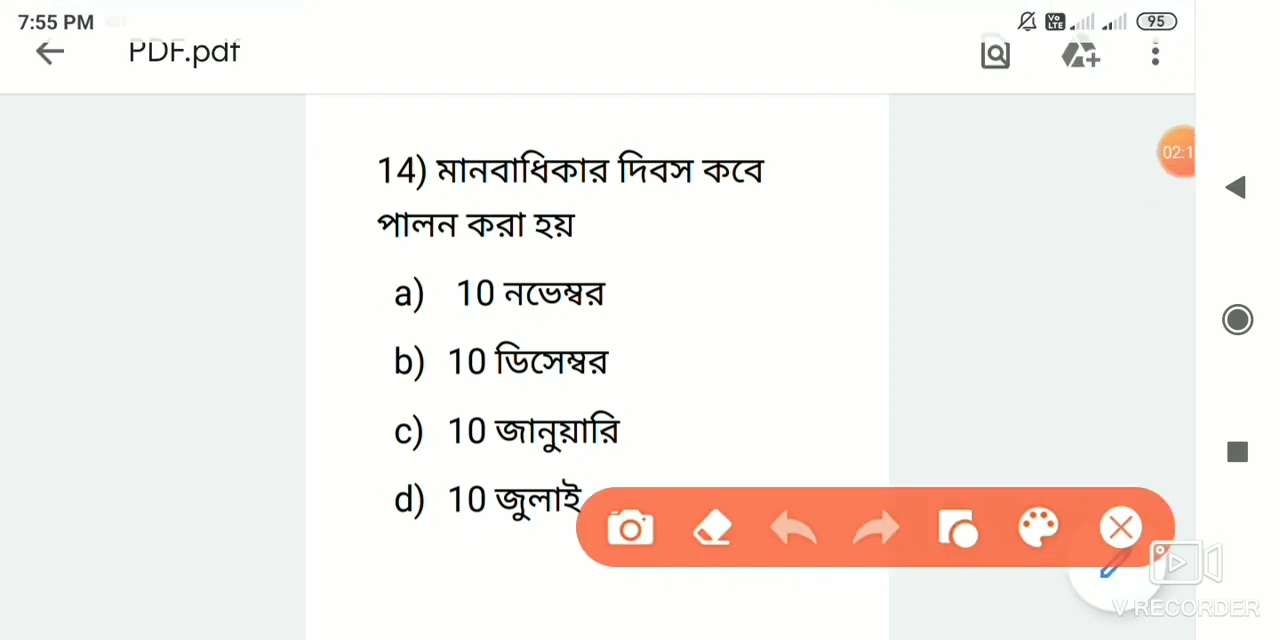 7:55 PM
95
PDF.pdf
02:1
14) মানবাধিকার দিবস কবে
পালন করা হয়
a) 10 নভেম্বর
b) 10 ডিসেম্বর
c) 10 জানুয়ারি
d) 10 জুলাই
V RECORDER